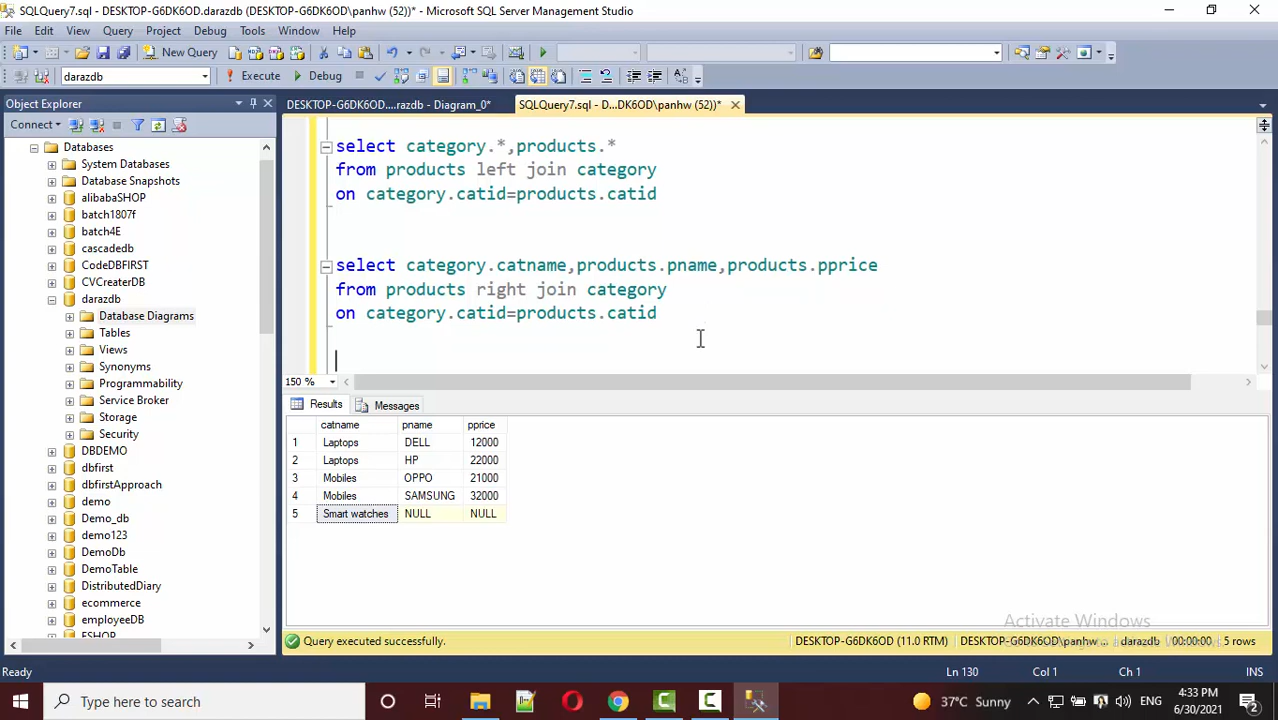 SQLQuery7.sql - DESKTOP-G6DK6OD.darazdb (DESKTOP-G6DK6OD\panhw (52))* - Microsoft SQL Server Management Studio
File Edit View Query Project Debug Tools Window Help
New Query
darazdb Execute Debug
Object Explorer
DESKTOP-G6DK6OD....razdb - Diagram_0* SQLQuery7.sql - D...DK6OD\panhw (52))*
Connect
Databases
System Databases
Database Snapshots
alibabaSHOP
batch1807f
batch4E
cascadedb
CodeDBFIRST
CVCreaterDB
darazdb
Database Diagrams
Tables
Views
Synonyms
Programmability
Service Broker
Storage
Security
DBDEMO
dbfirst
dbfirstApproach
demo
Demo_db
demo123
DemoDb
DemoTable
DistributedDiary
ecommerce
employeeDB
ESHOP
select category.*,products.*
from products left join category
on category.catid=products.catid
select category.catname,products.pname,products.pprice
from products right join category
on category.catid=products.catid
150 %
Results Messages
catname pname pprice
1 Laptops DELL 12000
2 Laptops HP 22000
3 Mobiles OPPO 21000
4 Mobiles SAMSUNG 32000
5 Smart watches NULL NULL
Activate Windows
Query executed successfully. DESKTOP-G6DK6OD (11.0 RTM) DESKTOP-G6DK6OD\panhw ... darazdb 00:00:00 5 rows
Ready Ln 130 Col 1 Ch 1 INS
Type here to search 37°C Sunny ENG 4:33 PM
6/30/2021 2